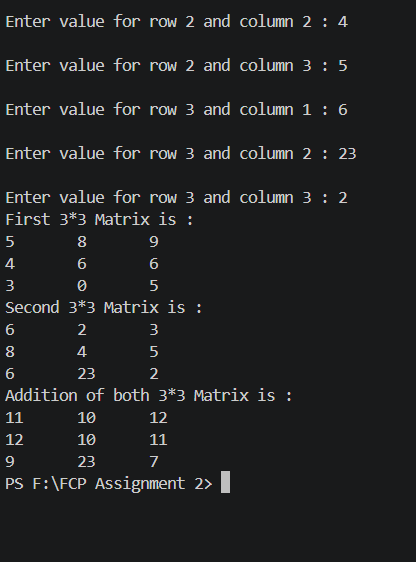 Enter value for row 2 and column 2 : 4
Enter value for row 2 and column 3 : 5
Enter value for row 3 and column 1 : 6
Enter value for row 3 and column 2 : 23
Enter value for row 3 and column 3 : 2
First 3*3 Matrix is :
5 8 9
4 6 6
3 0 5
Second 3*3 Matrix is :
6 2 3
8 4 5
6 23 2
Addition of both 3*3 Matrix is :
11 10 12
12 10 11
9 23 7
PS F:\FCP Assignment 2>